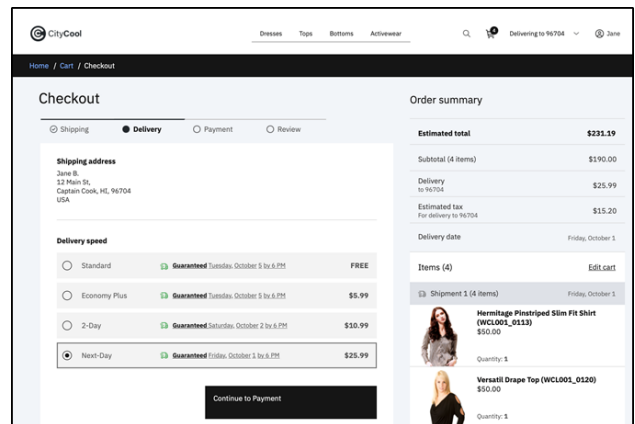 CityCool
Dresses Tops Bottoms Activewear
4
Delivering to 96704
Jane
Home / Cart / Checkout
Checkout
Shipping Delivery Payment Review
Shipping address
Jane B.
12 Main St,
Captain Cook, HI, 96704
USA
Delivery speed
Standard Guaranteed Tuesday, October 5 by 6 PM FREE
Economy Plus Guaranteed Tuesday, October 5 by 6 PM $5.99
2-Day Guaranteed Saturday, October 2 by 6 PM $10.99
Next-Day Guaranteed Friday, October 1 by 6 PM $25.99
Continue to Payment
Order summary
Estimated total $231.19
Subtotal (4 items) $190.00
Delivery
to 96704 $25.99
Estimated tax
For delivery to 96704 $15.20
Delivery date Friday, October 1
Items (4) Edit cart
Shipment 1 (4 items) Friday, October 1
Hermitage Pinstriped Slim Fit Shirt
(WCL001_0113)
$50.00
Quantity: 1
Versatil Drape Top (WCL001_0120)
$50.00
Quantity: 1